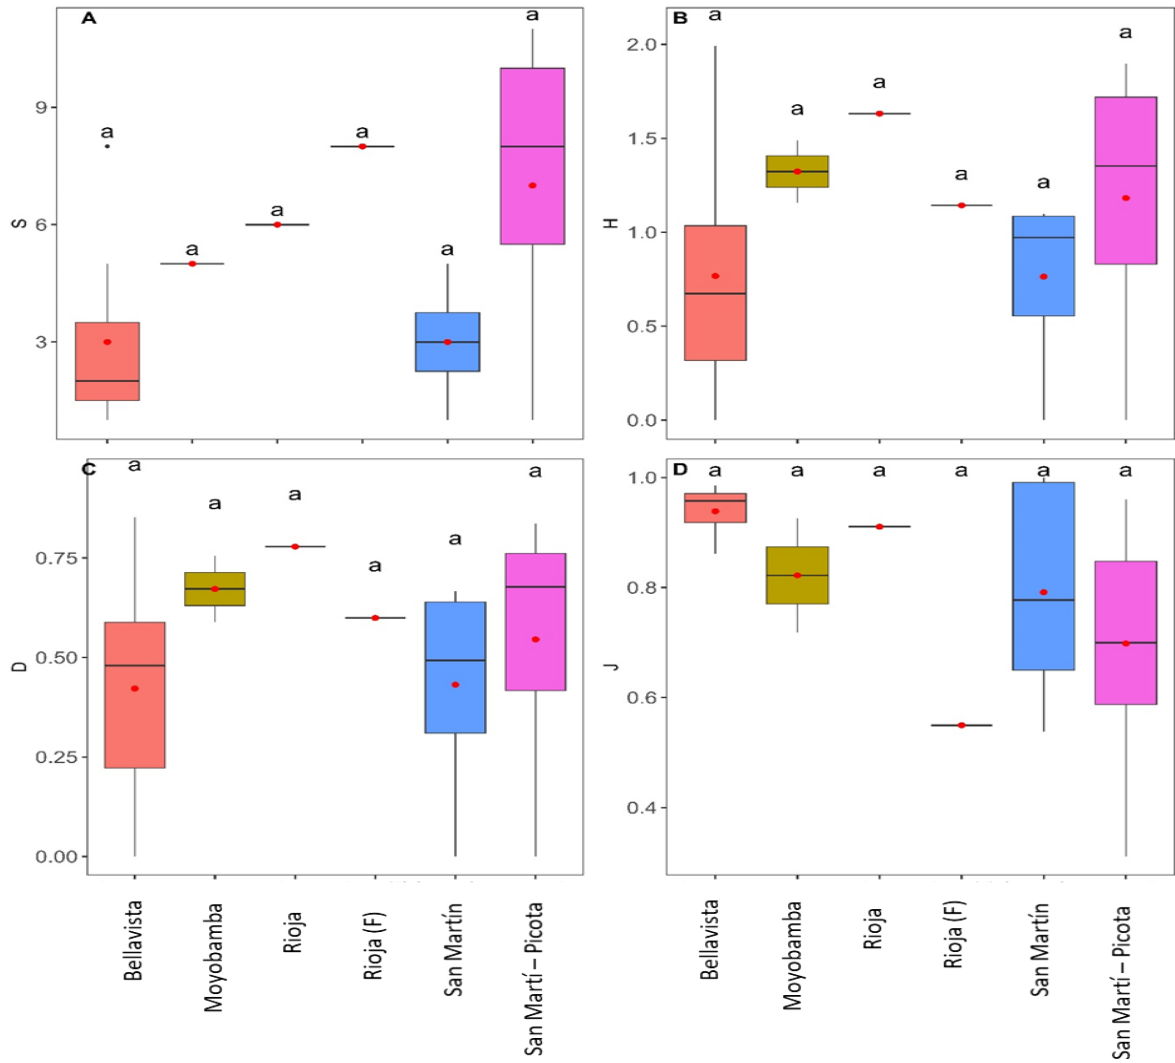 A
S
9
6
3
a
a
a
a
a
a
B
H
2.0
1.5
1.0
0.5
0.0
a
a
a
a
a
a
C
D
0.75
0.50
0.25
0.00
a
a
a
a
a
a
D
J
1.0
0.8
0.6
0.4
a
a
a
a
a
a
Bellavista
Moyobamba
Rioja
Rioja (F)
San Martín
San Martí – Picota
Bellavista
Moyobamba
Rioja
Rioja (F)
San Martín
San Martí – Picota